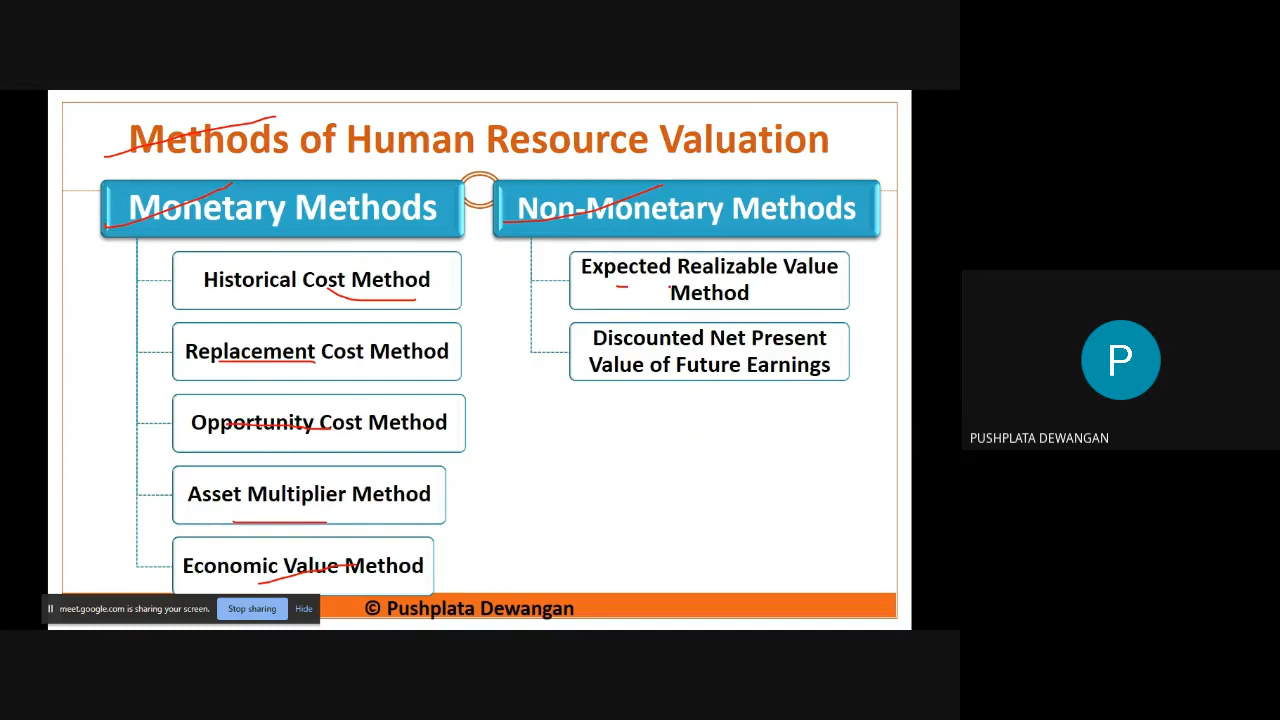 Methods of Human Resource Valuation
Monetary Methods
Historical Cost Method
Replacement Cost Method
Opportunity Cost Method
Asset Multiplier Method
Economic Value Method
Non-Monetary Methods
Expected Realizable Value
Method
Discounted Net Present
Value of Future Earnings
meet.google.com is sharing your screen.
Stop sharing
Hide
© Pushplata Dewangan
P
PUSHPLATA DEWANGAN